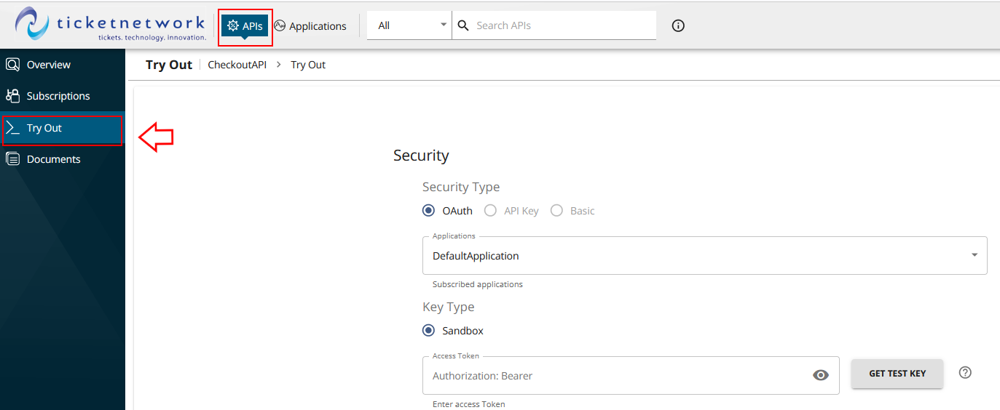 ticketnetwork
tickets. technology. innovation.
APIs
Applications
All
Search APIs
Overview
Subscriptions
Try Out
Documents
Try Out
CheckoutAPI > Try Out
Security
Security Type
OAuth
API Key
Basic
Applications
DefaultApplication
Subscribed applications
Key Type
Sandbox
Access Token
Authorization: Bearer
GET TEST KEY
Enter access Token